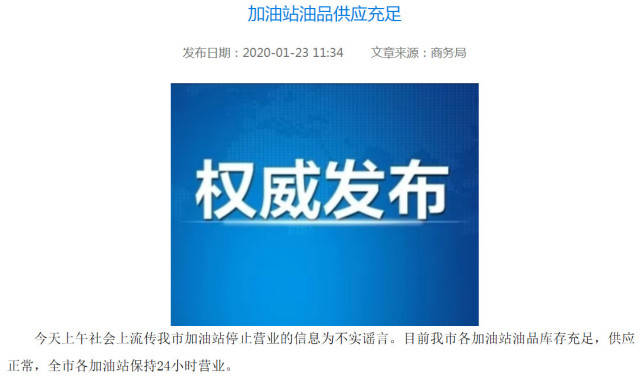 加油站油品供应充足
发布日期：2020-01-23 11:34 文章来源：商务局
权威发布
今天上午社会上流传我市加油站停止营业的信息为不实谣言。目前我市各加油站油品库存充足，供应
正常，全市各加油站保持24小时营业。